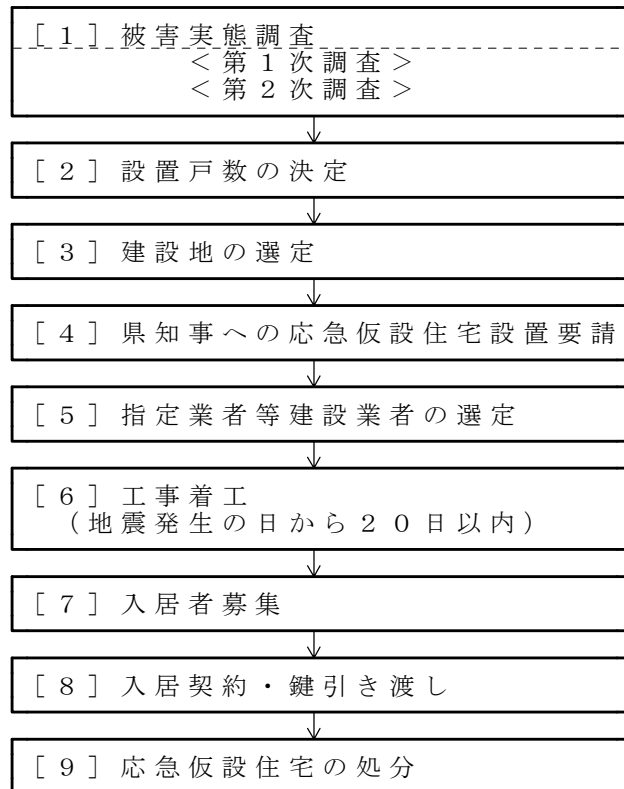 [１] 被害実態調査
＜第１次調査＞
＜第２次調査＞
[２] 設置戸数の決定
[３] 建設地の選定
[４] 県知事への応急仮設住宅設置要請
[５] 指定業者等建設業者の選定
[６] 工事着工
（地震発生の日から２０日以内）
[７] 入居者募集
[８] 入居契約・鍵引き渡し
[９] 応急仮設住宅の処分